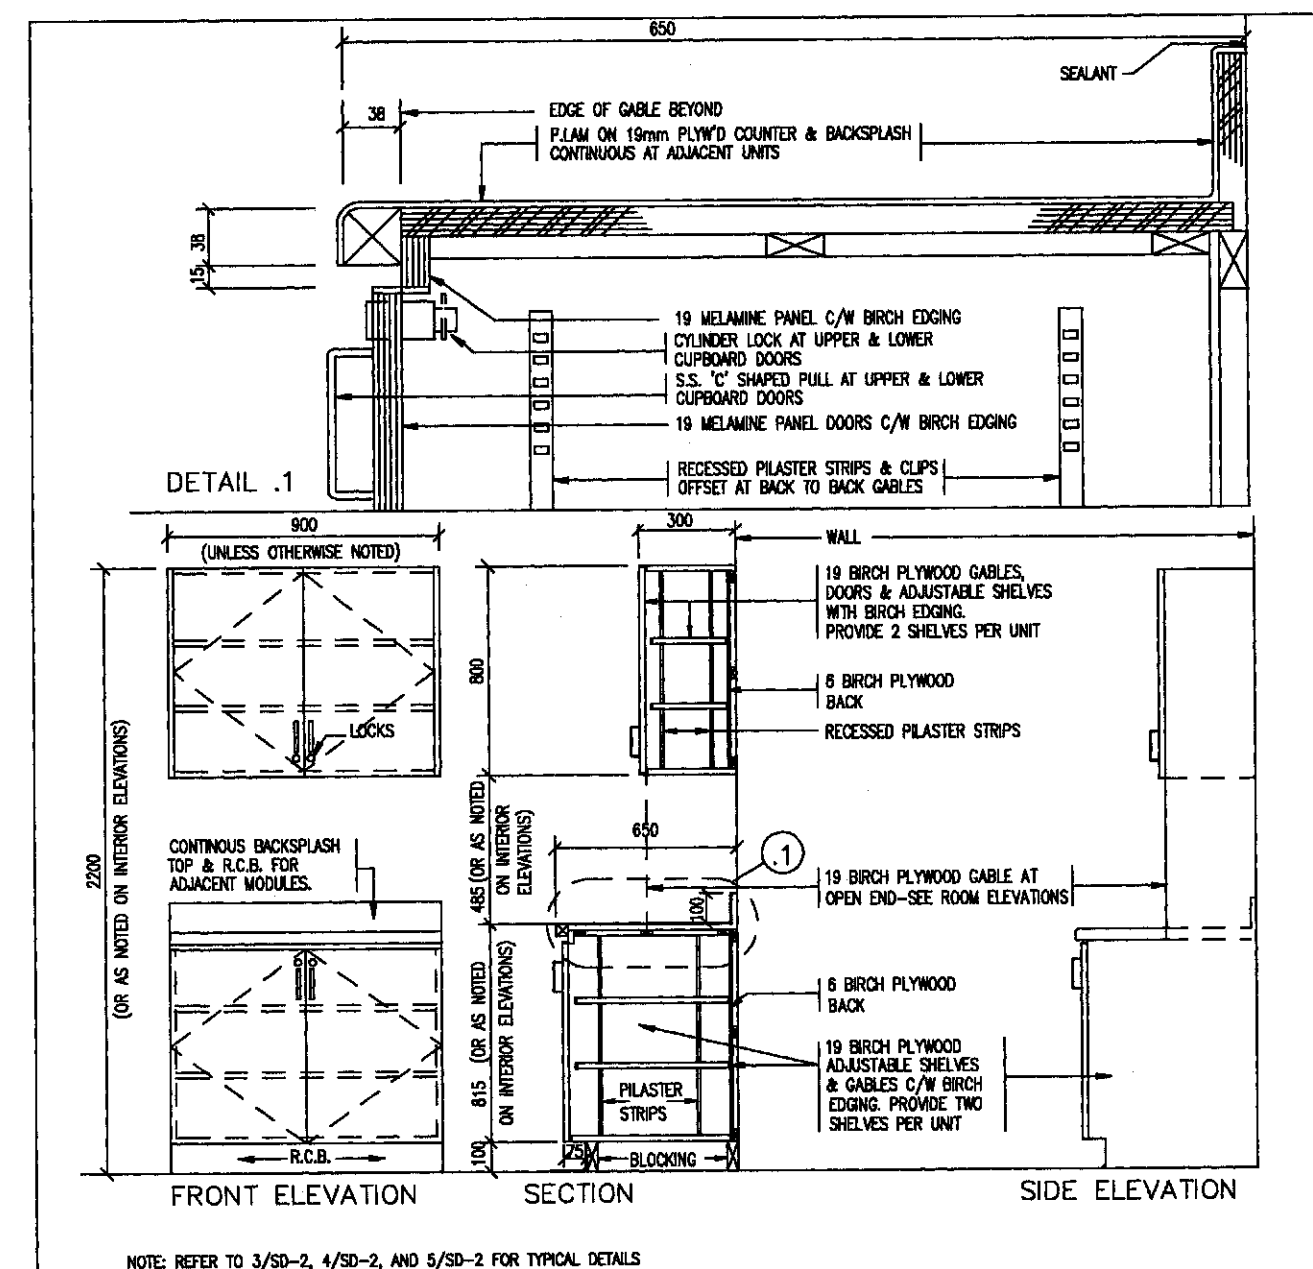 650
SEALANT
38
EDGE OF GABLE BEYOND
P.LAM ON 19mm PLYW'D COUNTER & BACKSPLASH
CONTINUOUS AT ADJACENT UNITS
38
15
19 MELAMINE PANEL C/W BIRCH EDGING
CYLINDER LOCK AT UPPER & LOWER
CUPBOARD DOORS
S.S. 'C' SHAPED PULL AT UPPER & LOWER
CUPBOARD DOORS
19 MELAMINE PANEL DOORS C/W BIRCH EDGING
RECESSED PILASTER STRIPS & CLIPS
OFFSET AT BACK TO BACK GABLES
DETAIL .1
900
(UNLESS OTHERWISE NOTED)
300
WALL
19 BIRCH PLYWOOD GABLES,
DOORS & ADJUSTABLE SHELVES
WITH BIRCH EDGING.
PROVIDE 2 SHELVES PER UNIT
800
6 BIRCH PLYWOOD
BACK
RECESSED PILASTER STRIPS
LOCKS
2200
(OR AS NOTED ON INTERIOR ELEVATIONS)
485 (OR AS NOTED
ON INTERIOR
ELEVATIONS)
650
.1
CONTINOUS BACKSPLASH
TOP & R.C.B. FOR
ADJACENT MODULES.
100
19 BIRCH PLYWOOD GABLE AT
OPEN END-SEE ROOM ELEVATIONS
815 (OR AS NOTED
ON INTERIOR ELEVATIONS)
6 BIRCH PLYWOOD
BACK
19 BIRCH PLYWOOD
ADJUSTABLE SHELVES
& GABLES C/W BIRCH
EDGING. PROVIDE TWO
SHELVES PER UNIT
PILASTER
STRIPS
100
75
BLOCKING
R.C.B.
FRONT ELEVATION
SECTION
SIDE ELEVATION
NOTE: REFER TO 3/SD-2, 4/SD-2, AND 5/SD-2 FOR TYPICAL DETAILS